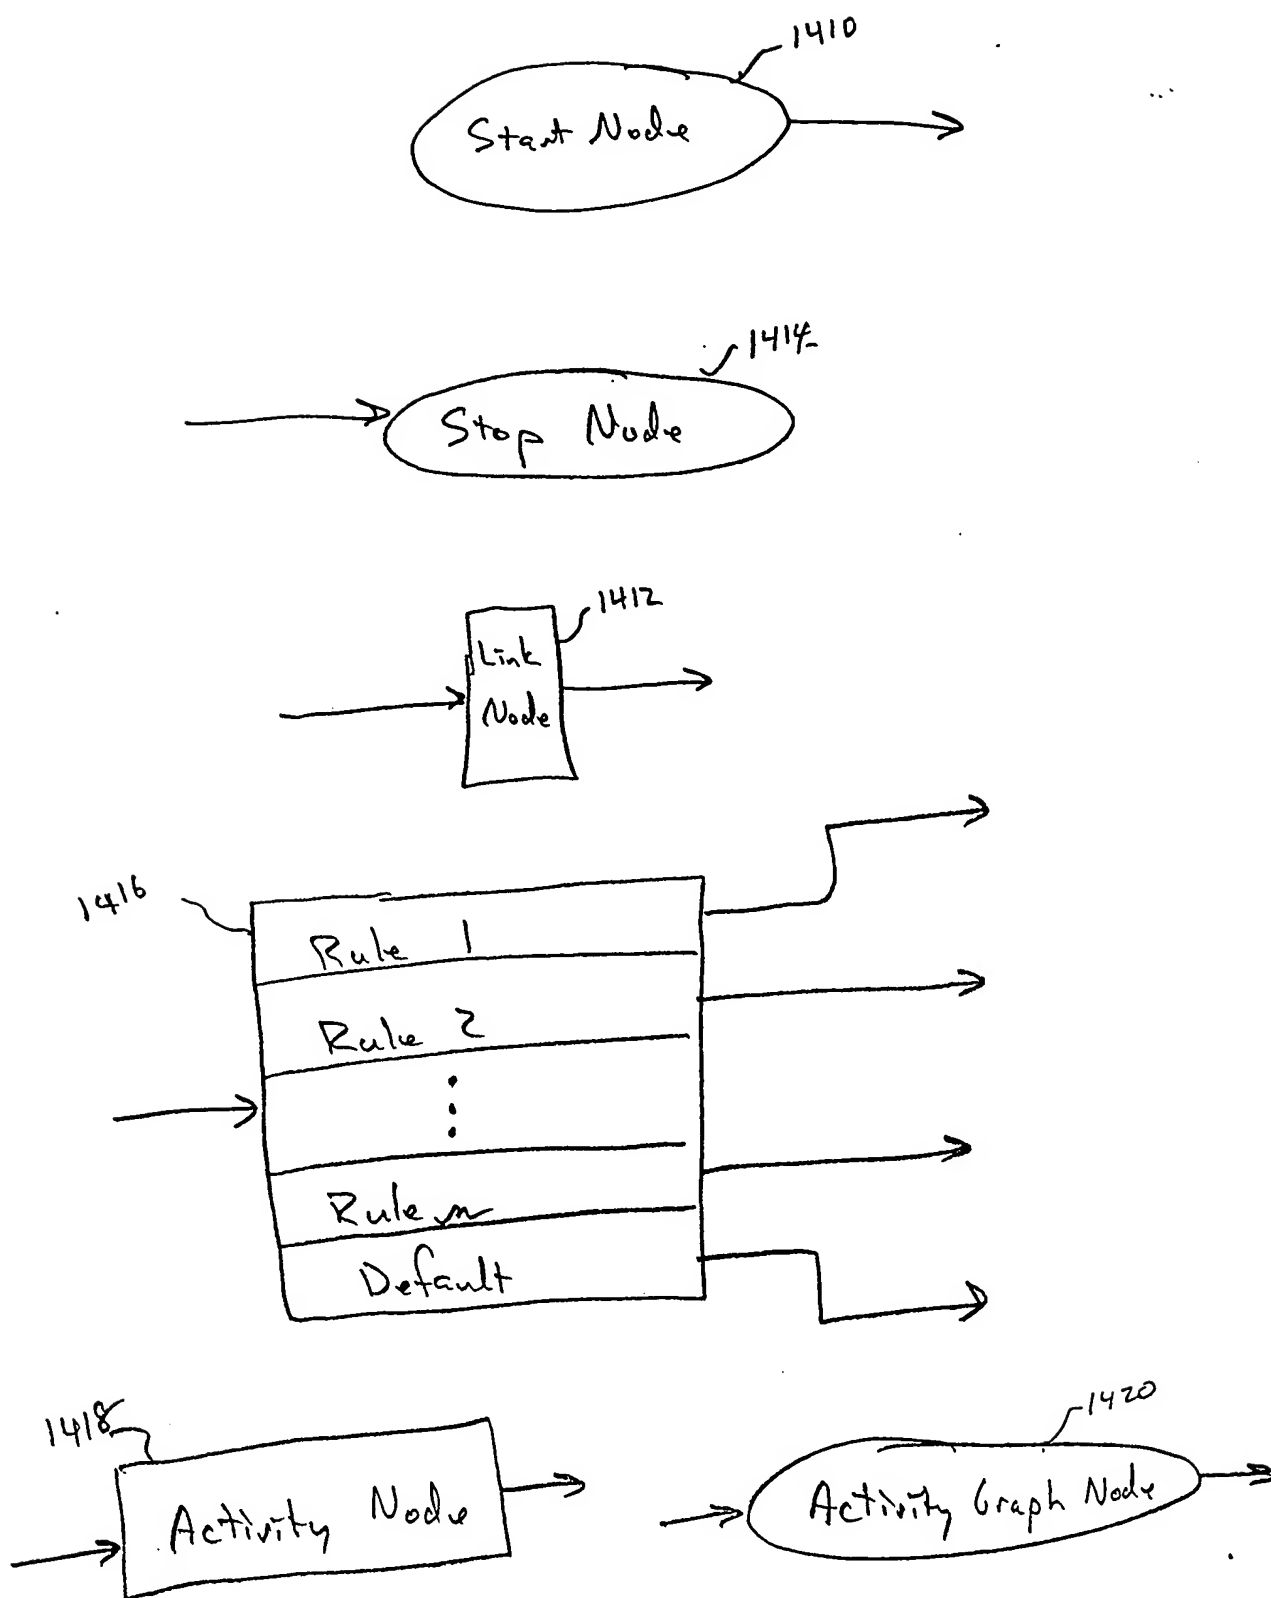 1410
Start Node
1414
Stop Node
1412
Link
Node
1416
Rule 1
Rule 2
Rule n
Default
1418
Activity Node
1420
Activity Graph Node